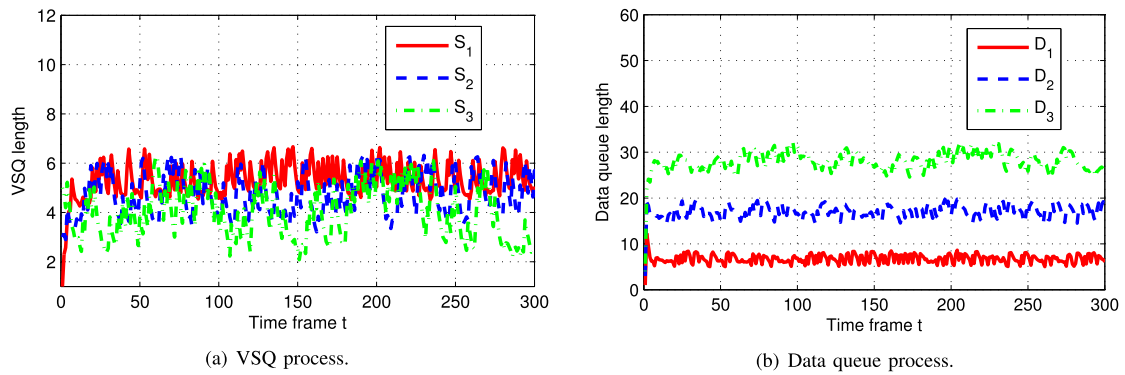 12
10
8
6
4
2
VSQ length
0 50 100 150 200 250 300
Time frame t
S1
S2
S3
(a) VSQ process.
60
50
40
30
20
10
0
Data queue length
0 50 100 150 200 250 300
Time frame t
D1
D2
D3
(b) Data queue process.